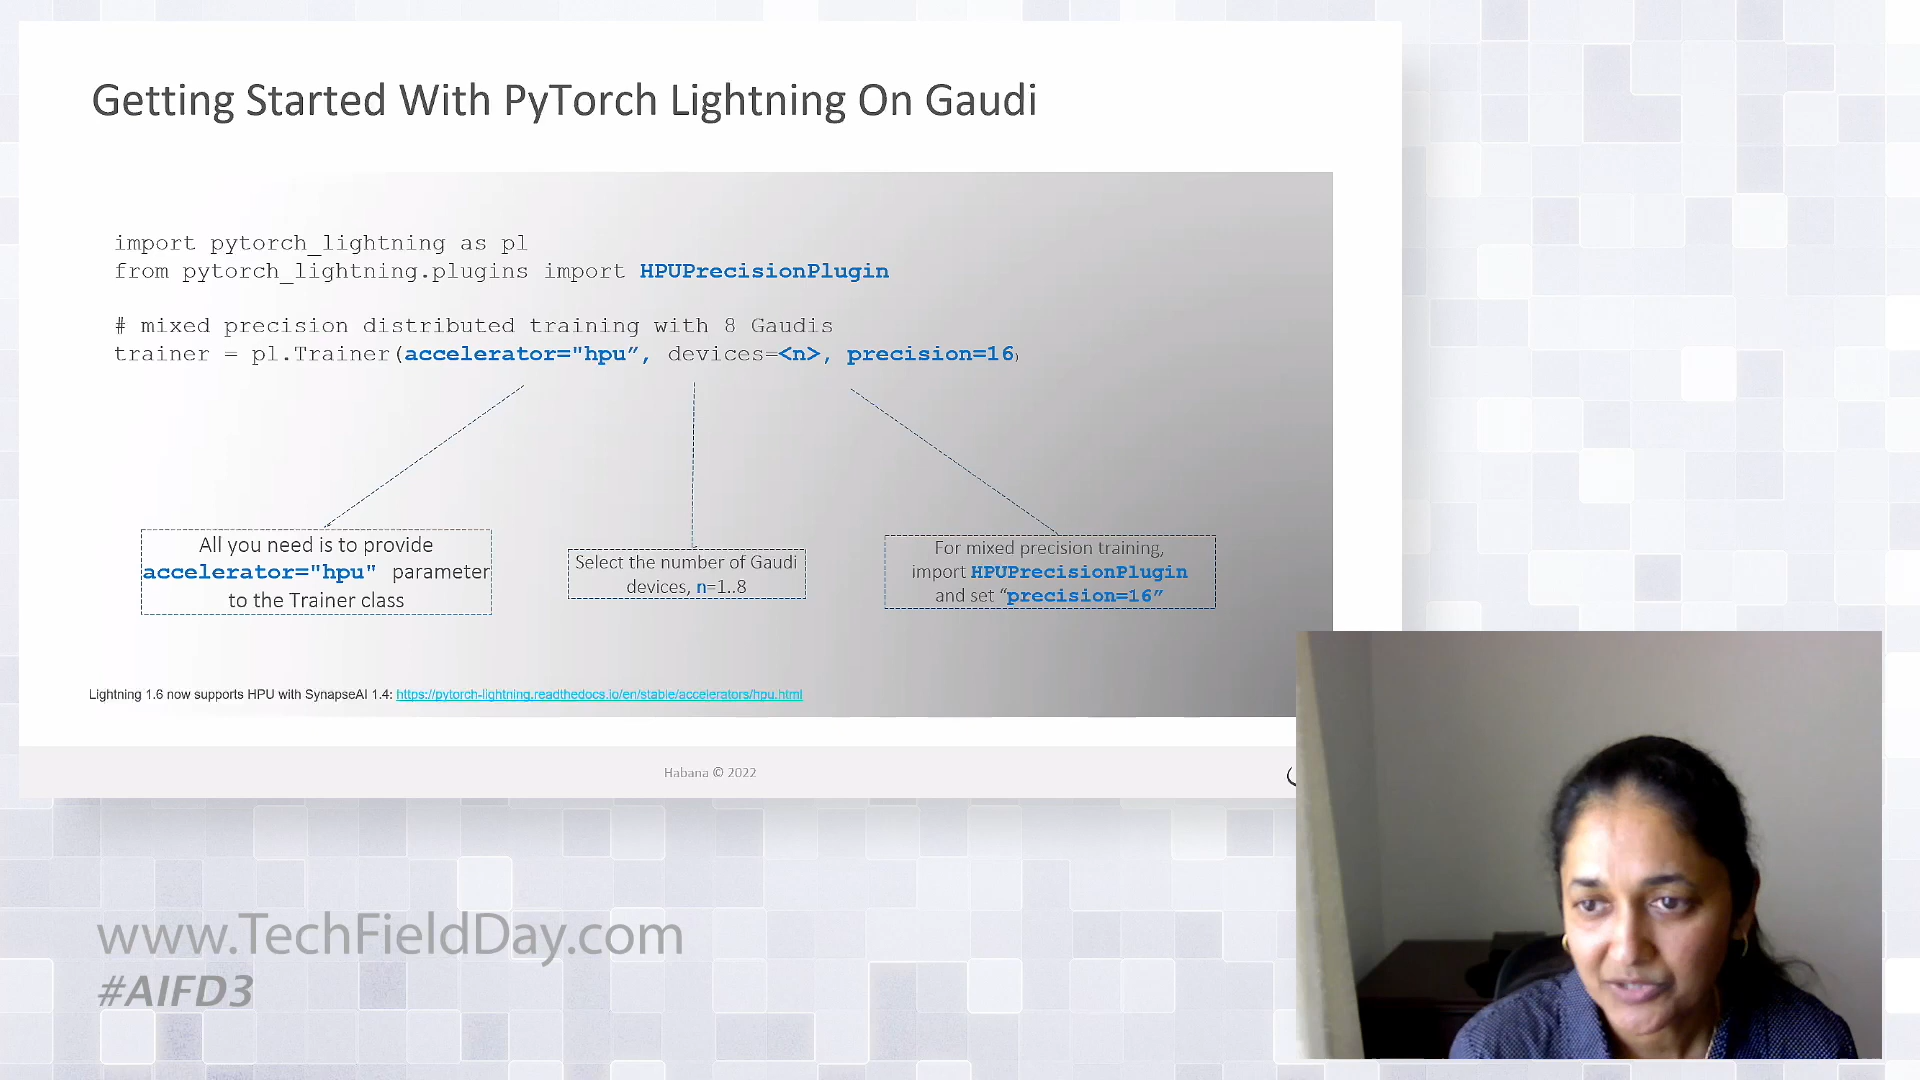 Getting Started With PyTorch Lightning On Gaudi
import pytorch_lightning as pl
from pytorch_lightning.plugins import HPUPrecisionPlugin
# mixed precision distributed training with 8 Gaudis
trainer = pl.Trainer(accelerator="hpu”, devices=<n>, precision=16)
All you need is to provide
accelerator="hpu" parameter
to the Trainer class
Select the number of Gaudi
devices, n=1..8
For mixed precision training,
import HPUPrecisionPlugin
and set “precision=16”
Lightning 1.6 now supports HPU with SynapseAI 1.4: https://pytorch-lightning.readthedocs.io/en/stable/accelerators/hpu.html
Habana © 2022
www.TechFieldDay.com
#AIFD3